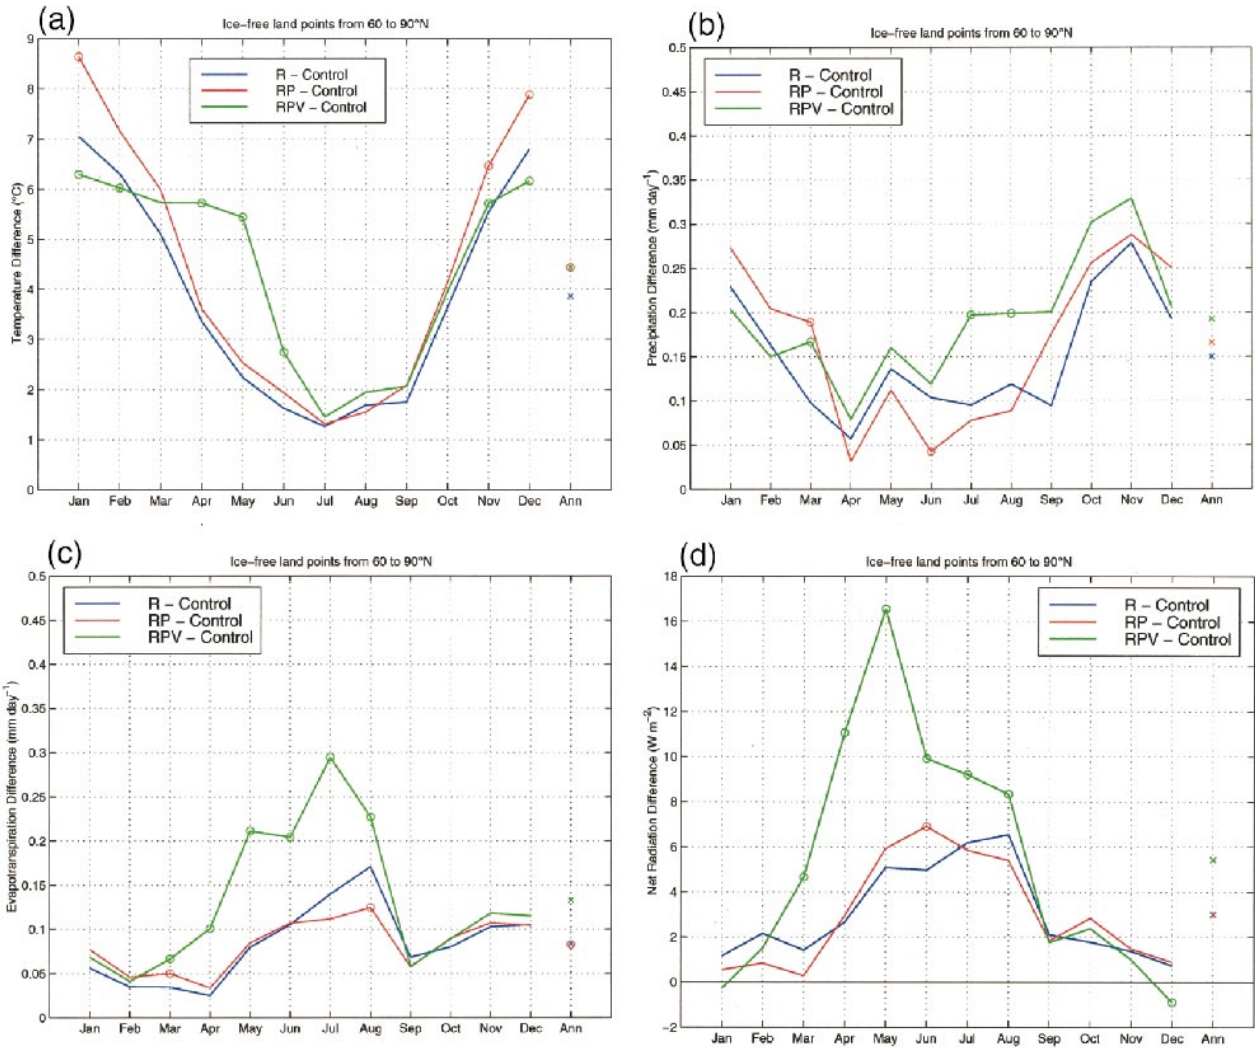 (a)
Ice-free land points from 60 to 90°N
R - Control
RP - Control
RPV - Control
Temperature Difference (°C)
9
8
7
6
5
4
3
2
1
0
Jan Feb Mar Apr May Jun Jul Aug Sep Oct Nov Dec Ann
(b)
Ice-free land points from 60 to 90°N
R - Control
RP - Control
RPV - Control
Precipitation Difference (mm day⁻¹)
0.5
0.45
0.4
0.35
0.3
0.25
0.2
0.15
0.1
0.05
0
Jan Feb Mar Apr May Jun Jul Aug Sep Oct Nov Dec Ann
(c)
Ice-free land points from 60 to 90°N
R - Control
RP - Control
RPV - Control
Evapotranspiration Difference (mm day⁻¹)
0.5
0.45
0.4
0.35
0.3
0.25
0.2
0.15
0.1
0.05
0
Jan Feb Mar Apr May Jun Jul Aug Sep Oct Nov Dec Ann
(d)
Ice-free land points from 60 to 90°N
R - Control
RP - Control
RPV - Control
Net Radiation Difference (W m⁻²)
18
16
14
12
10
8
6
4
2
0
-2
Jan Feb Mar Apr May Jun Jul Aug Sep Oct Nov Dec Ann